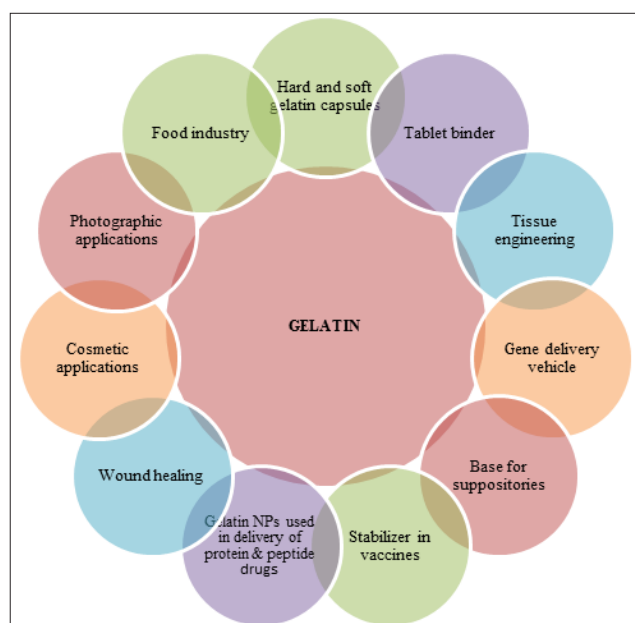 Hard and soft
gelatin capsules
Tablet binder
Tissue
engineering
Gene delivery
vehicle
Base for
suppositories
Stabilizer in
vaccines
Gelatin NPs used
in delivery of
protein & peptide
drugs
Wound healing
Cosmetic
applications
Photographic
applications
Food industry
GELATIN